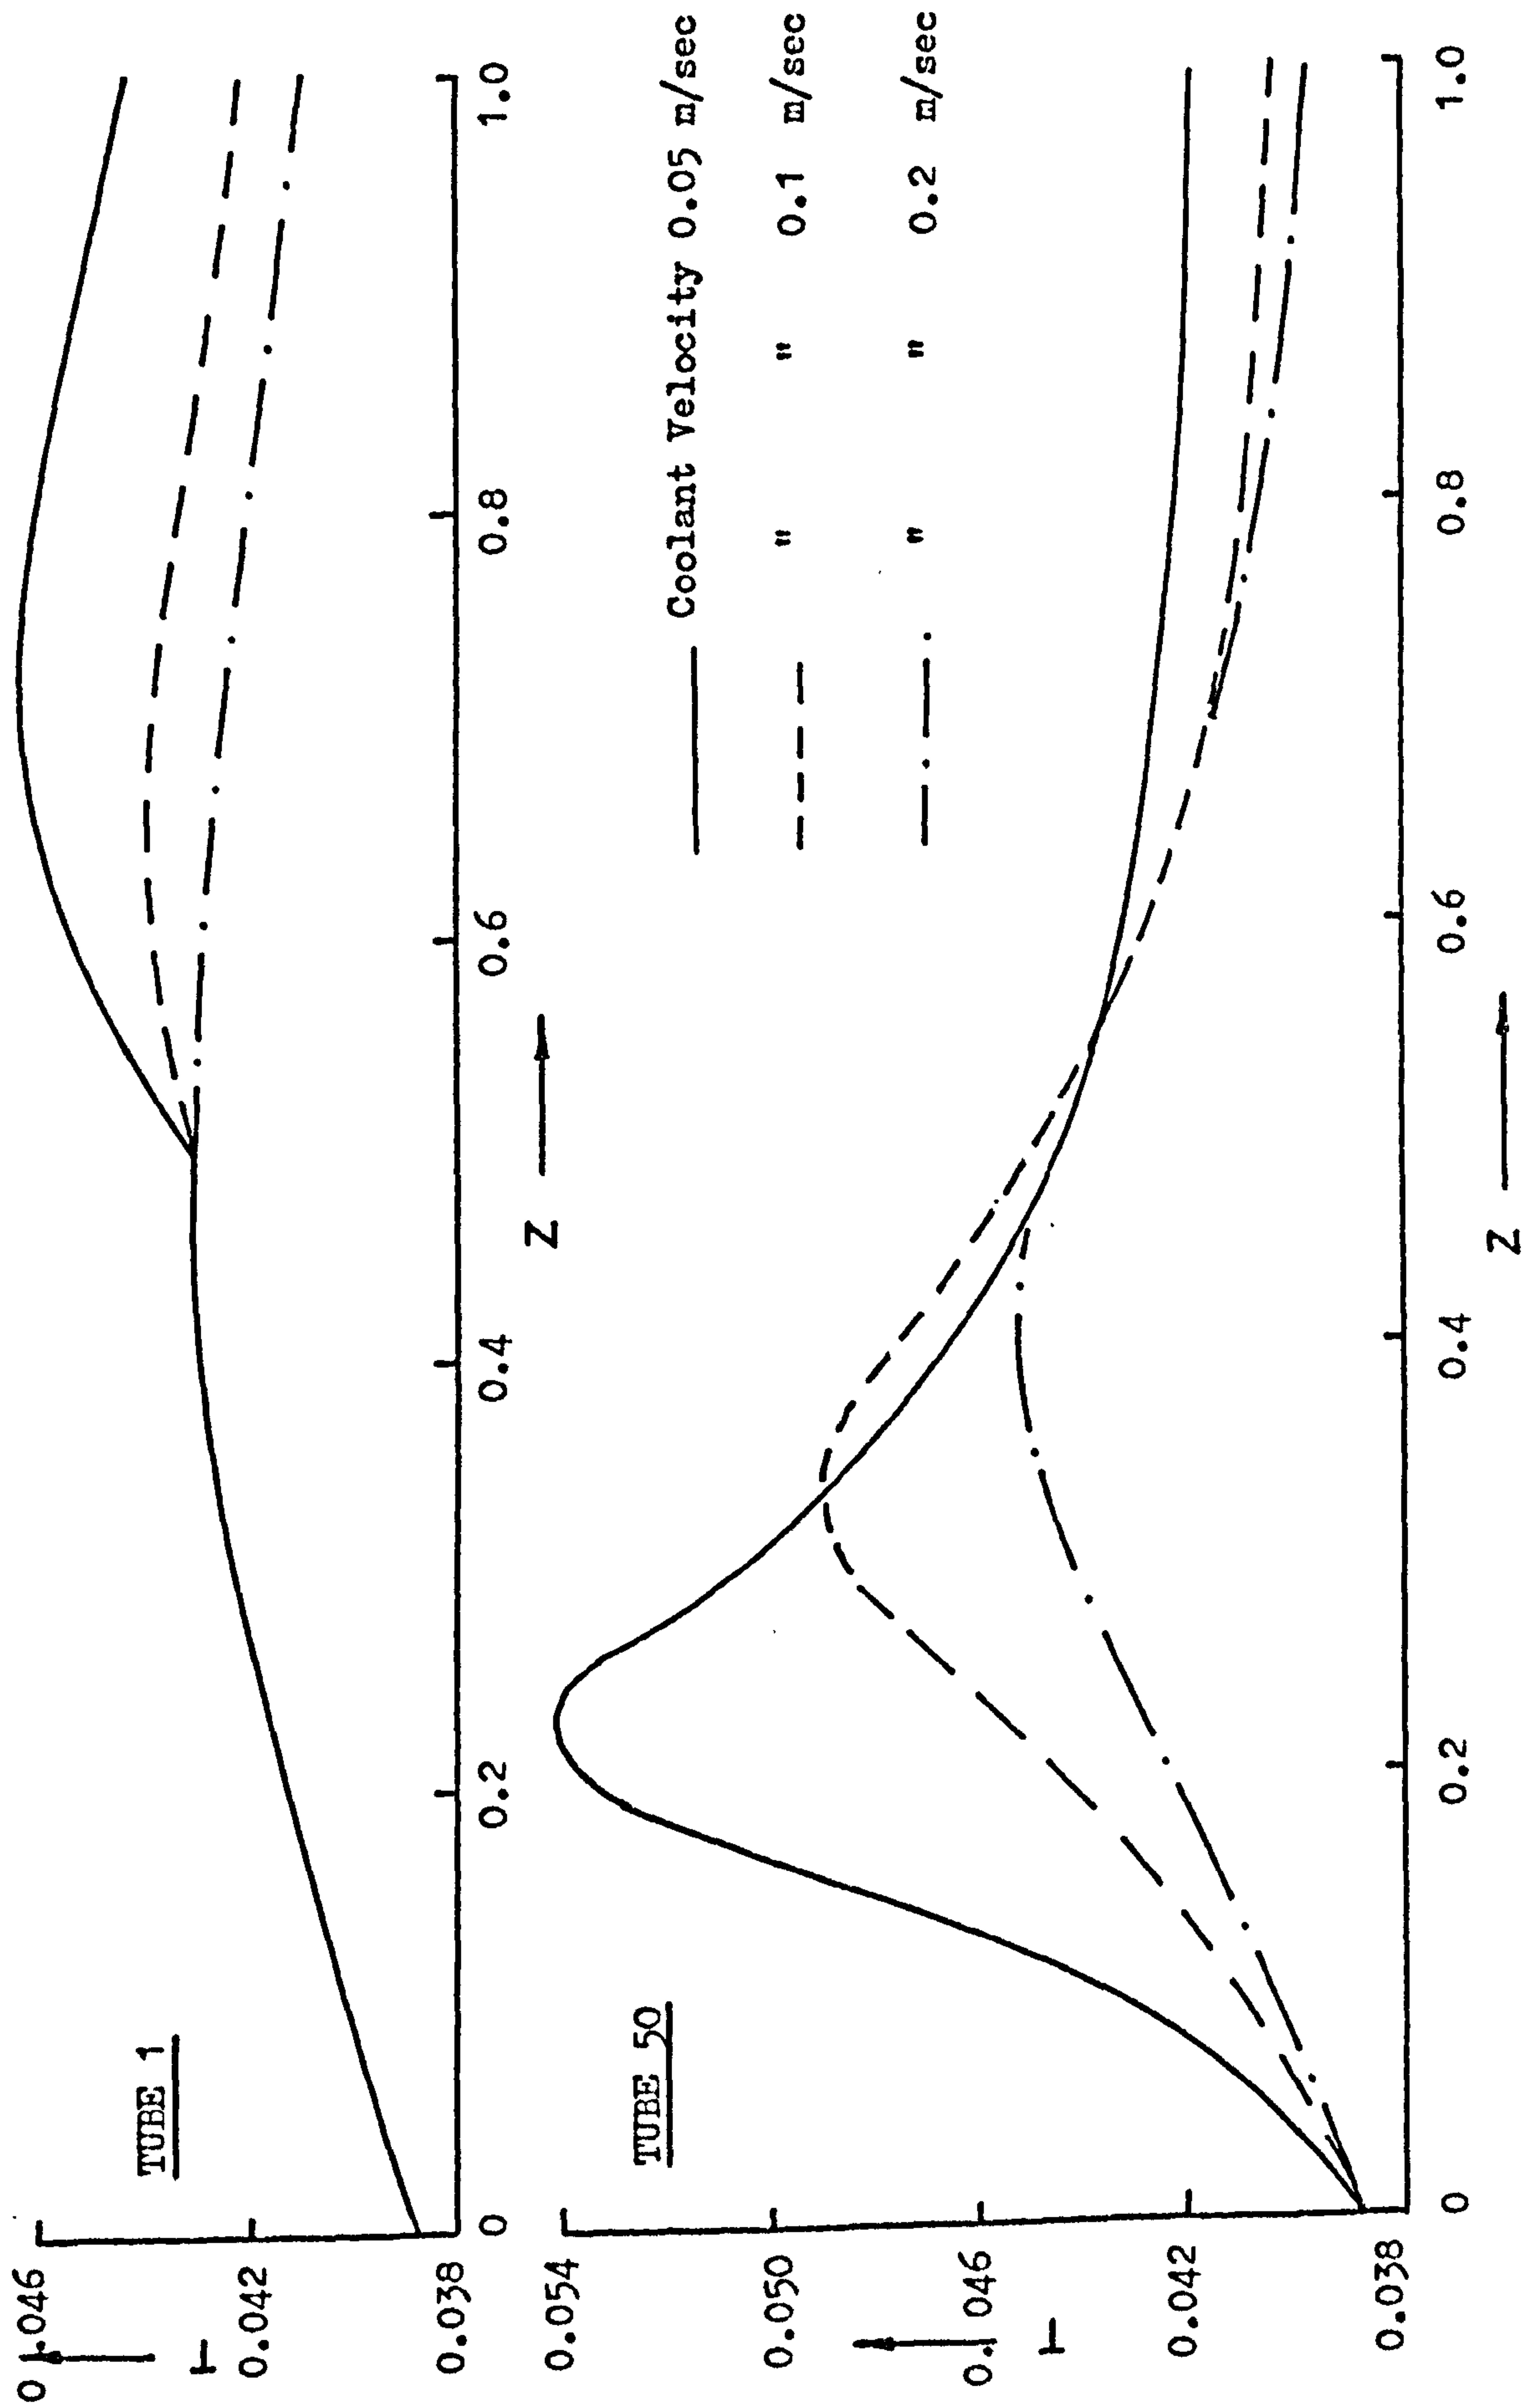 TUBE 1
0.046
T
0.042
0.038
0 0.2 0.4 0.6 0.8 1.0
Z
TUBE 50
Coolant Velocity 0.05 m/sec
" " 0.1 m/sec
" " 0.2 m/sec
0.054
0.050
0.046
T
0.042
0.038
0 0.2 0.4 0.6 0.8 1.0
Z